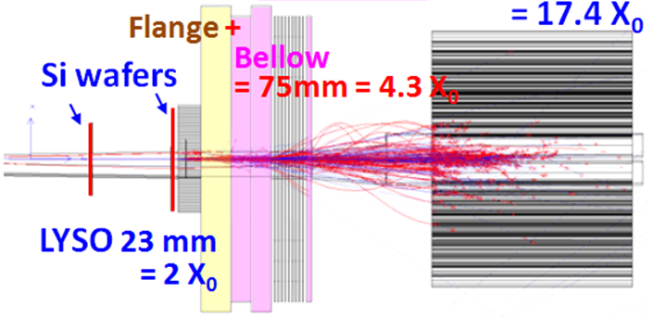 = 17.4 X0
Flange +
Bellow
= 75mm = 4.3 X0
Si wafers
LYSO 23 mm
= 2 X0